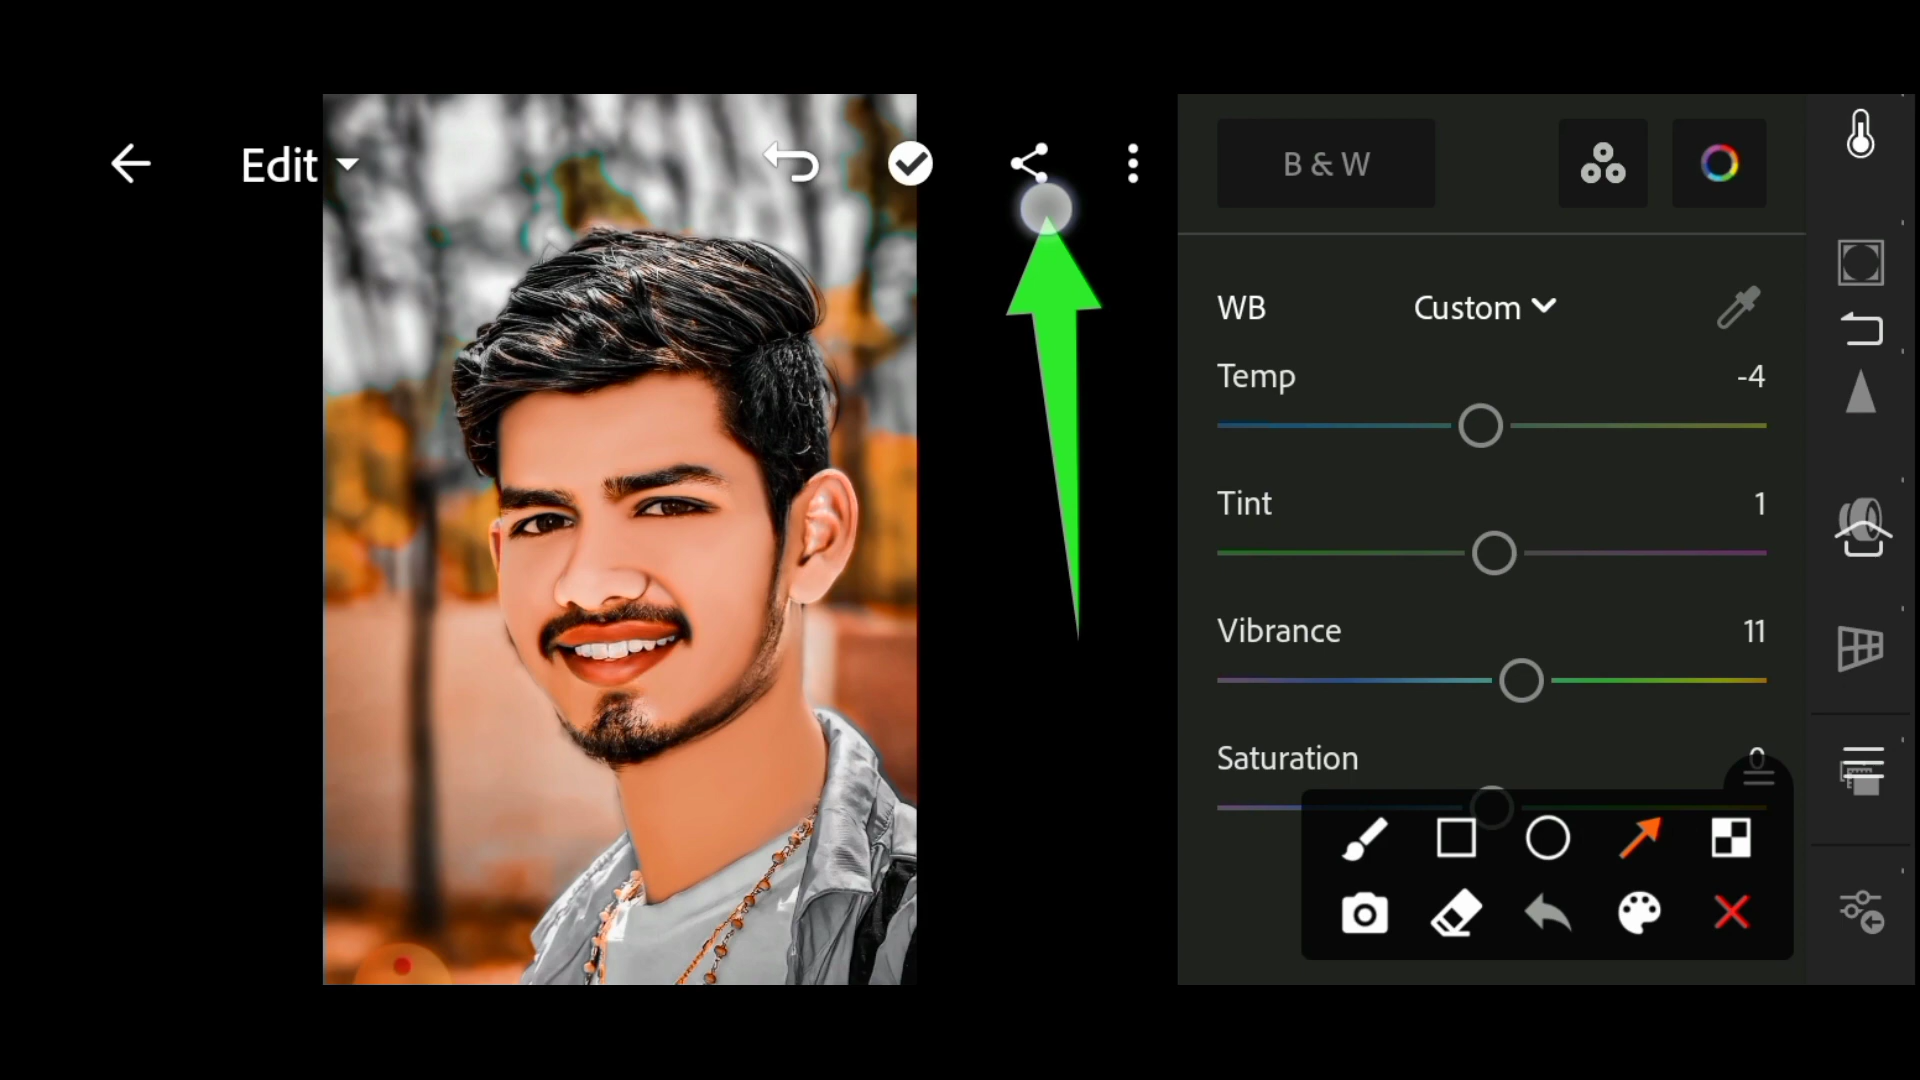 Edit
B & W
WB Custom
Temp -4
Tint 1
Vibrance 11
Saturation 0